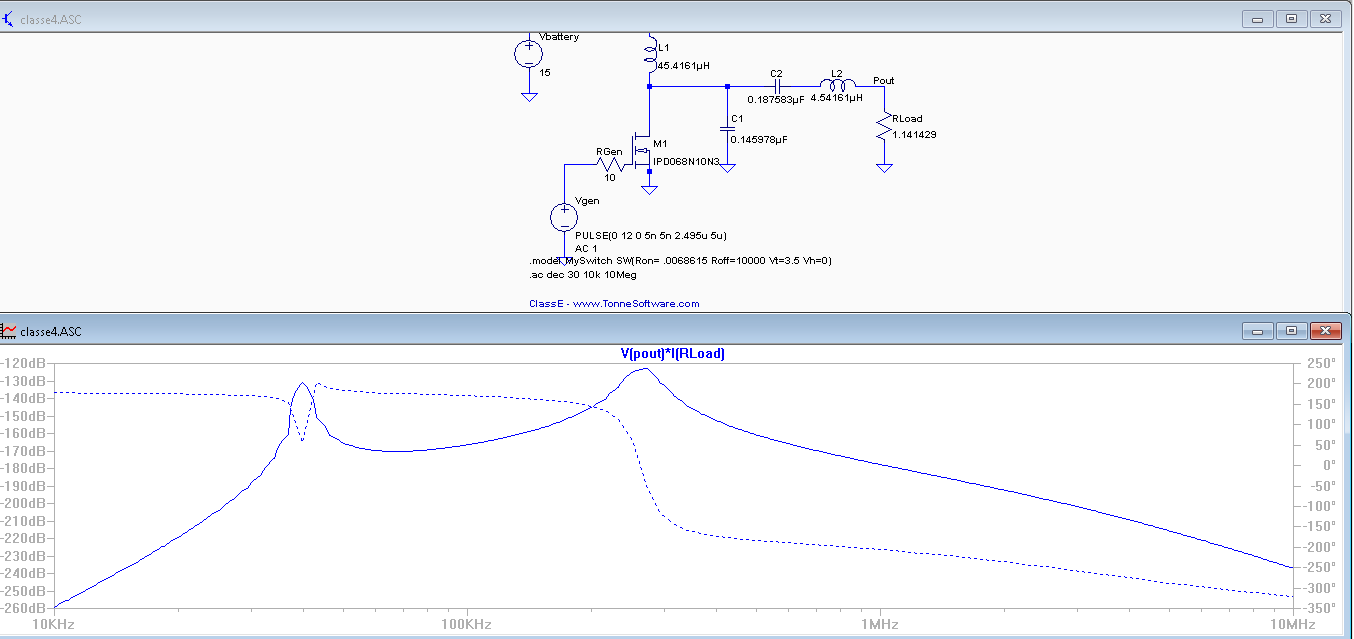 classe4.ASC
Vbattery
15
L1
45.4161µH
C2
0.187583µF
L2
4.54161µH
Pout
RLoad
1.141429
C1
0.145978µF
M1
IPD068N10N3
RGen
10
Vgen
PULSE(0 12 0 5n 5n 2.495u 5u)
AC 1
.model MySwitch SW(Ron= .0068615 Roff=10000 Vt=3.5 Vh=0)
.ac dec 30 10k 10Meg
ClassE - www.TonneSoftware.com
classe4.ASC
V(pout)*I(RLoad)
-120dB
-130dB
-140dB
-150dB
-160dB
-170dB
-180dB
-190dB
-200dB
-210dB
-220dB
-230dB
-240dB
-250dB
-260dB
250°
200°
150°
100°
50°
0°
-50°
-100°
-150°
-200°
-250°
-300°
-350°
10KHz
100KHz
1MHz
10MHz